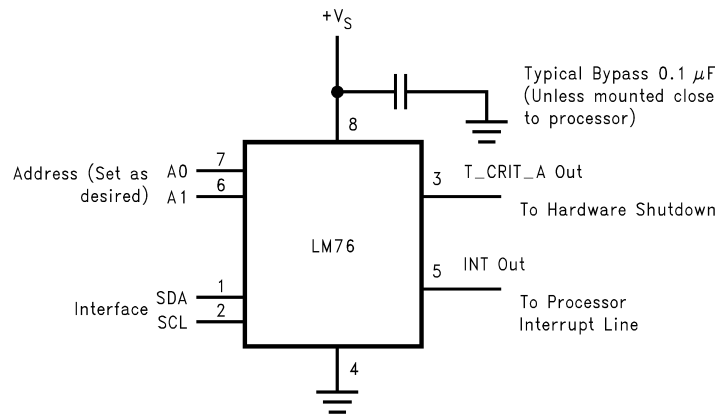 +VS
Typical Bypass 0.1 μF
(Unless mounted close
to processor)
8
Address (Set as
desired)
A0
7
A1
6
3
T_CRIT_A Out
To Hardware Shutdown
LM76
5
INT Out
To Processor
Interrupt Line
Interface
SDA
1
SCL
2
4